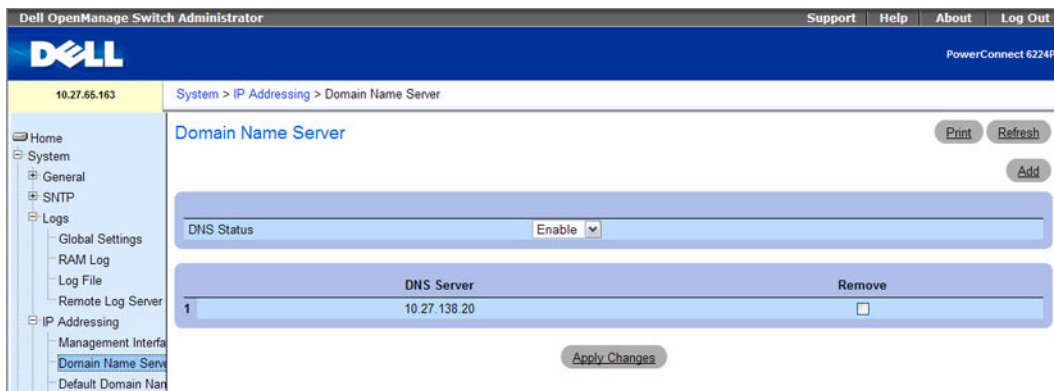 Dell OpenManage Switch Administrator
Support Help About Log Out
DELL
PowerConnect 6224P
10.27.65.163
System > IP Addressing > Domain Name Server
Home
System
General
SNTP
Logs
Global Settings
RAM Log
Log File
Remote Log Server
IP Addressing
Management Interfa
Domain Name Serve
Default Domain Nan
Domain Name Server
Print Refresh
Add
DNS Status Enable
DNS Server Remove
1 10.27.138.20
Apply Changes